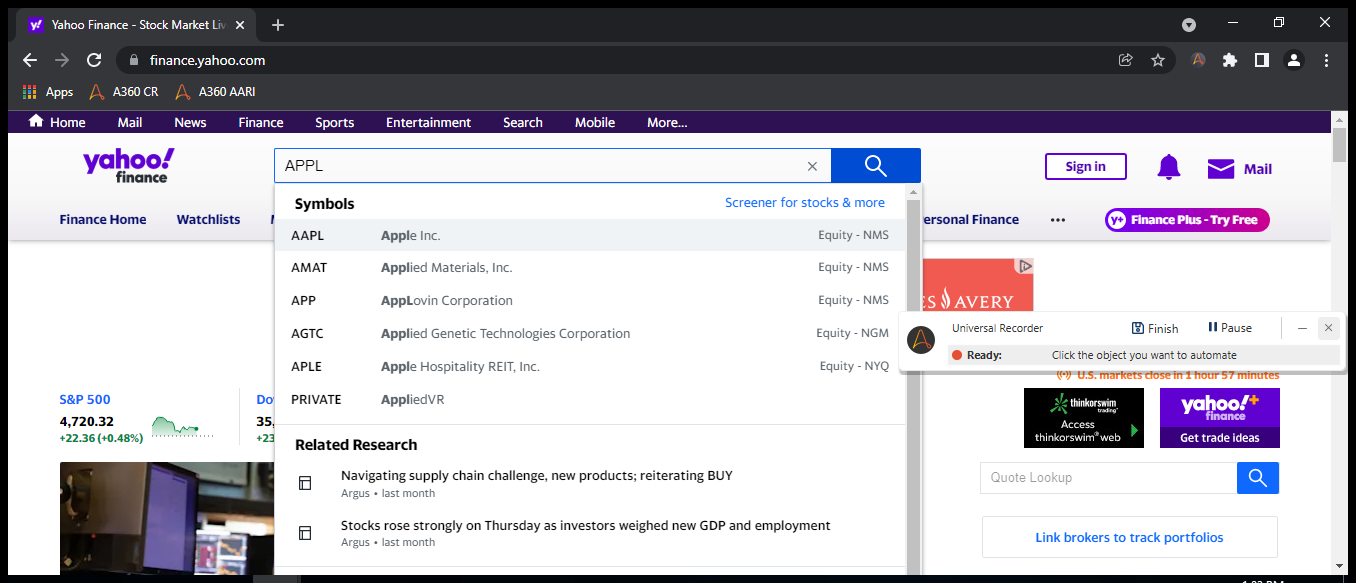 Yahoo Finance - Stock Market Liv
finance.yahoo.com
Apps A360 CR A360 AARI
Home Mail News Finance Sports Entertainment Search Mobile More...
yahoo!
finance
APPL
Sign in
Mail
Finance Home Watchlists
ersonal Finance
Finance Plus - Try Free
Symbols Screener for stocks & more
AAPL Apple Inc. Equity - NMS
AMAT Applied Materials, Inc. Equity - NMS
APP AppLovin Corporation Equity - NMS
AGTC Applied Genetic Technologies Corporation Equity - NGM
APLE Apple Hospitality REIT, Inc. Equity - NYQ
PRIVATE AppliedVR
Related Research
Navigating supply chain challenge, new products; reiterating BUY
Argus • last month
Stocks rose strongly on Thursday as investors weighed new GDP and employment
Argus • last month
ES AVERY
Universal Recorder Finish Pause
Ready: Click the object you want to automate
U.S. markets close in 1 hour 57 minutes
S&P 500
4,720.32
+22.36 (+0.48%)
Do
35,
+23
thinkorswim
trading
Access
thinkorswim web
yahoo!+
finance
Get trade ideas
Quote Lookup
Link brokers to track portfolios